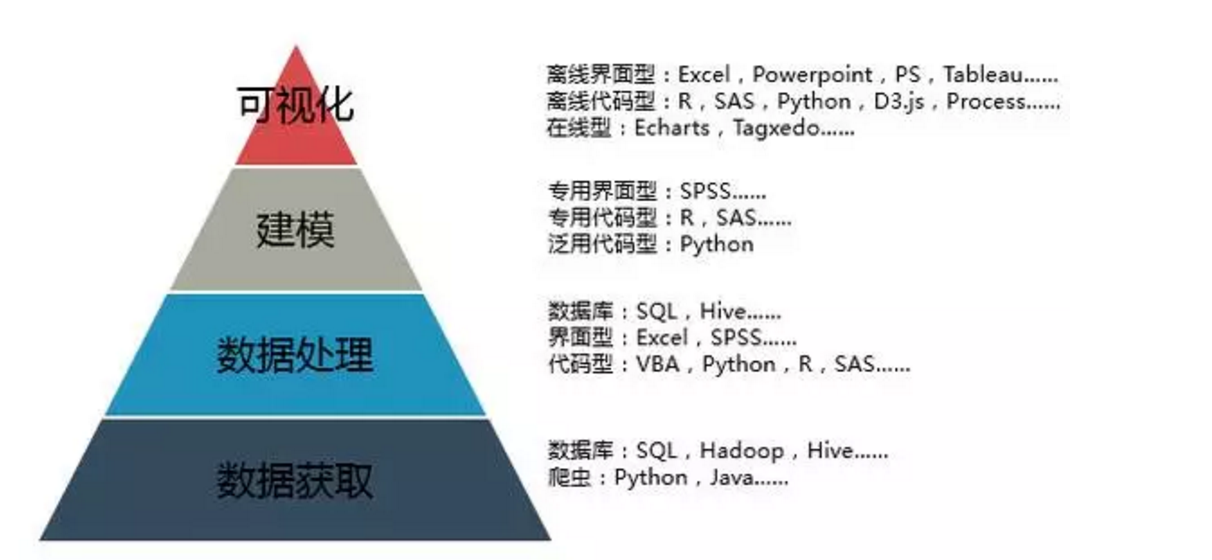 可视化
离线界面型：Excel，Powerpoint，PS，Tableau……
离线代码型：R，SAS，Python，D3.js，Process……
在线型：Echarts，Tagxedo……
建模
专用界面型：SPSS……
专用代码型：R，SAS……
泛用代码型：Python
数据处理
数据库：SQL，Hive……
界面型：Excel，SPSS……
代码型：VBA，Python，R，SAS……
数据获取
数据库：SQL，Hadoop，Hive……
爬虫：Python，Java……